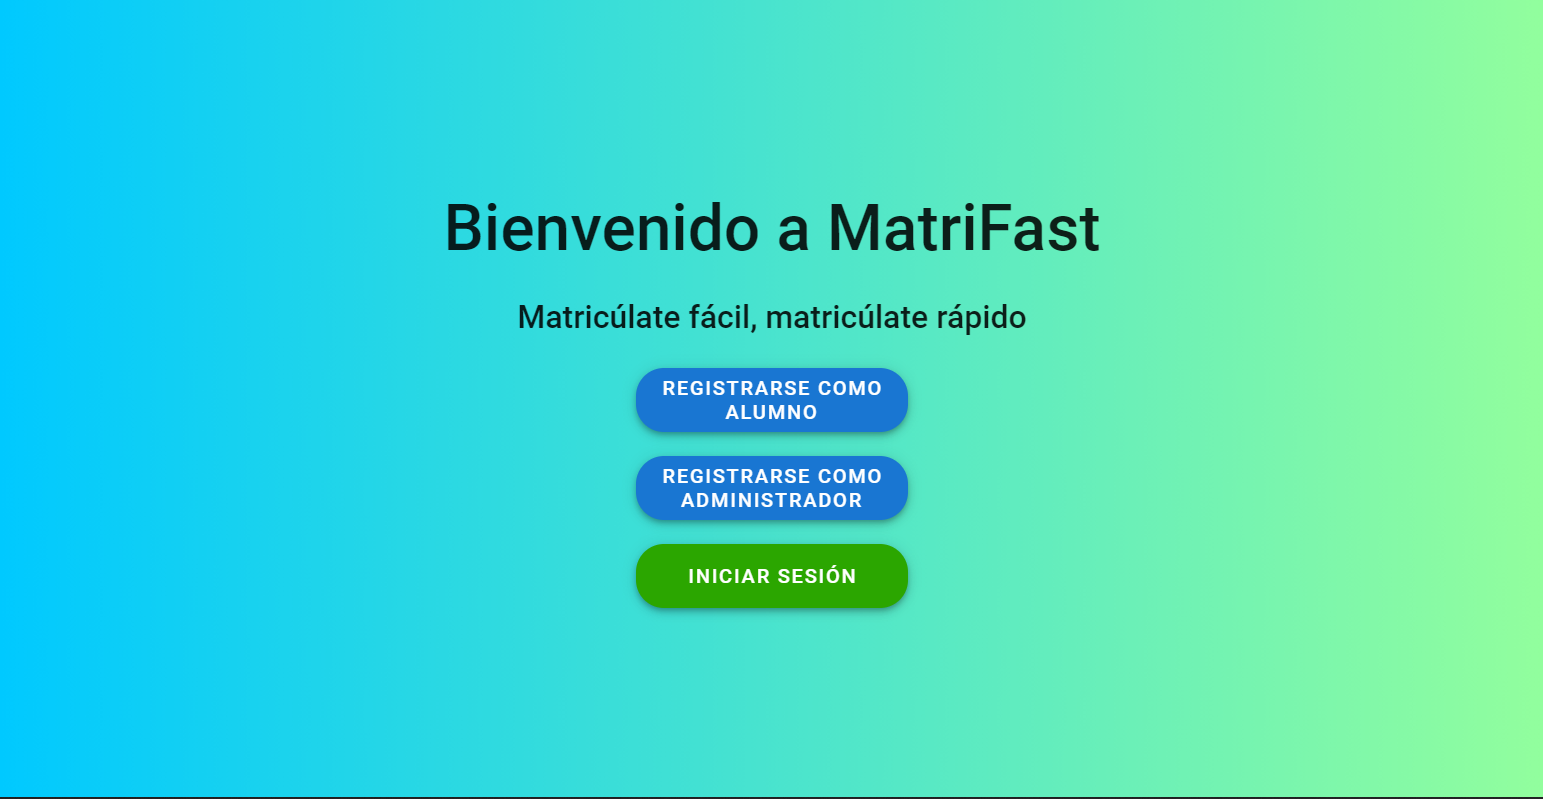 Bienvenido a MatriFast
Matricúlate fácil, matricúlate rápido
REGISTRARSE COMO
ALUMNO
REGISTRARSE COMO
ADMINISTRADOR
INICIAR SESIÓN